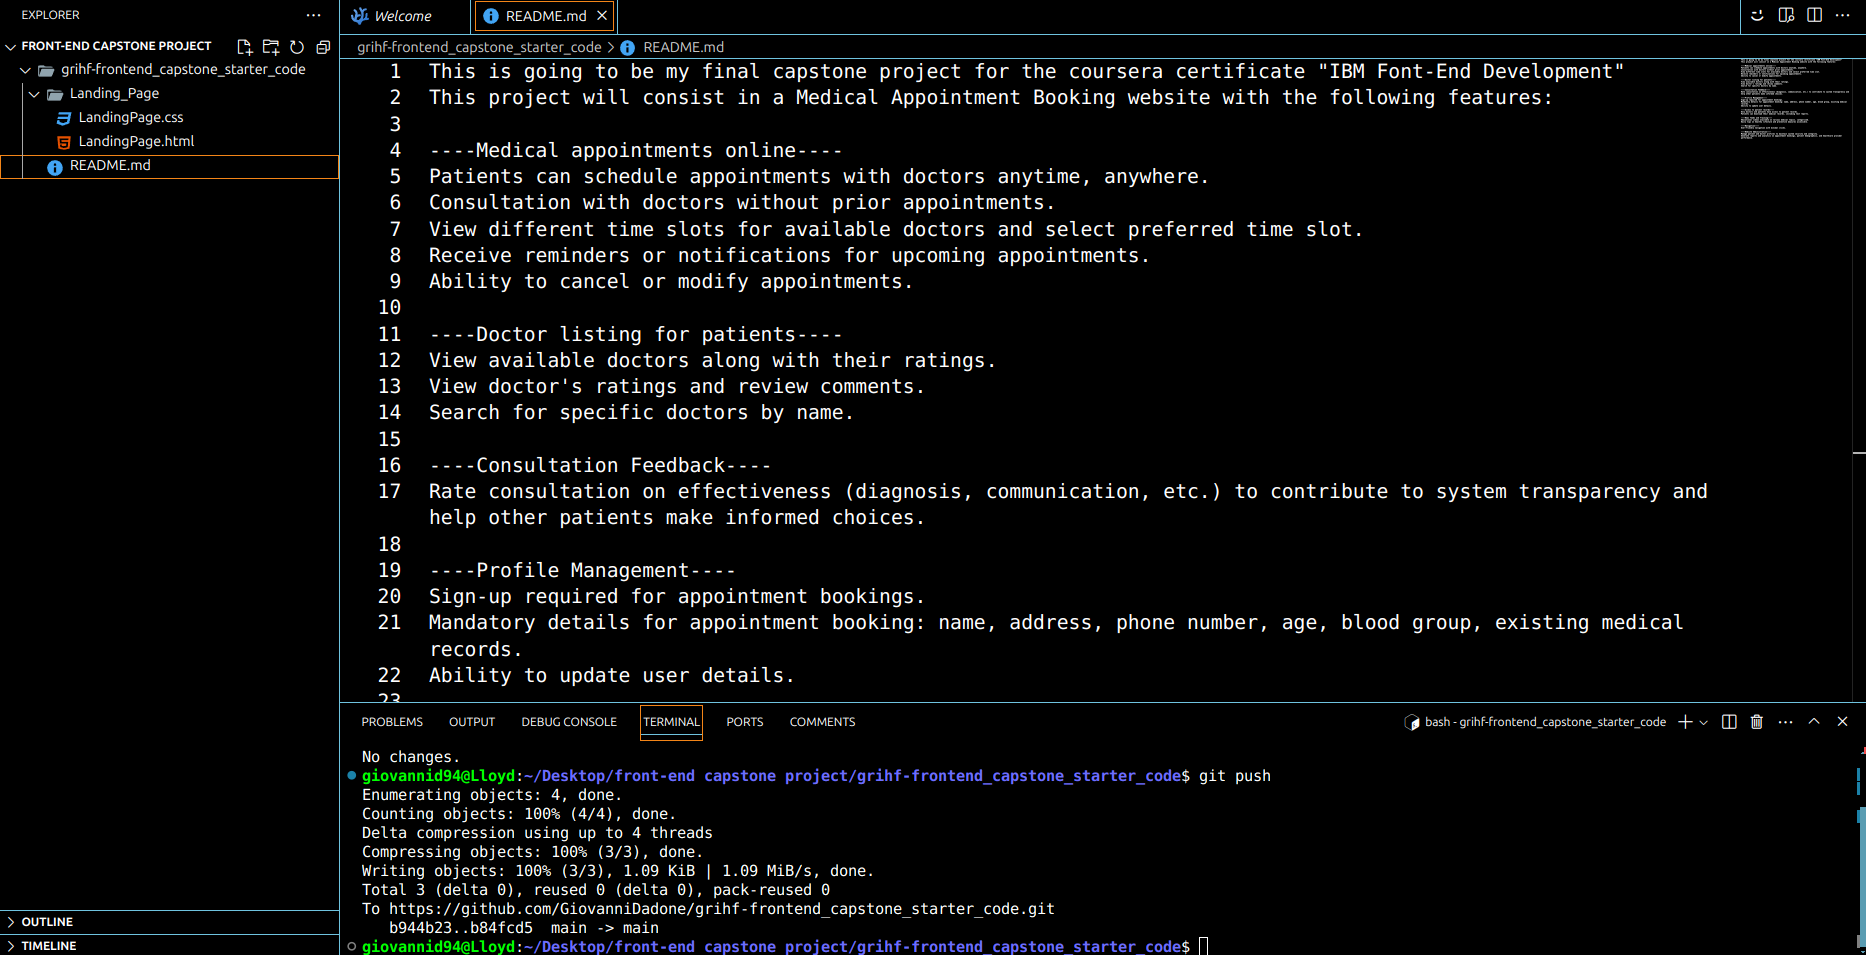 EXPLORER
FRONT-END CAPSTONE PROJECT
grihf-frontend_capstone_starter_code
Landing_Page
LandingPage.css
LandingPage.html
README.md
OUTLINE
TIMELINE
Welcome
README.md
grihf-frontend_capstone_starter_code > README.md
1 This is going to be my final capstone project for the coursera certificate "IBM Font-End Development"
2 This project will consist in a Medical Appointment Booking website with the following features:
3
4 ----Medical appointments online----
5 Patients can schedule appointments with doctors anytime, anywhere.
6 Consultation with doctors without prior appointments.
7 View different time slots for available doctors and select preferred time slot.
8 Receive reminders or notifications for upcoming appointments.
9 Ability to cancel or modify appointments.
10
11 ----Doctor listing for patients----
12 View available doctors along with their ratings.
13 View doctor's ratings and review comments.
14 Search for specific doctors by name.
15
16 ----Consultation Feedback----
17 Rate consultation on effectiveness (diagnosis, communication, etc.) to contribute to system transparency and
help other patients make informed choices.
18
19 ----Profile Management----
20 Sign-up required for appointment bookings.
21 Mandatory details for appointment booking: name, address, phone number, age, blood group, existing medical
records.
22 Ability to update user details.
23
PROBLEMS OUTPUT DEBUG CONSOLE TERMINAL PORTS COMMENTS
bash - grihf-frontend_capstone_starter_code
No changes.
giovannid94@Lloyd:~/Desktop/front-end capstone project/grihf-frontend_capstone_starter_code$ git push
Enumerating objects: 4, done.
Counting objects: 100% (4/4), done.
Delta compression using up to 4 threads
Compressing objects: 100% (3/3), done.
Writing objects: 100% (3/3), 1.09 KiB | 1.09 MiB/s, done.
Total 3 (delta 0), reused 0 (delta 0), pack-reused 0
To https://github.com/GiovanniDadone/grihf-frontend_capstone_starter_code.git
b944b23..b84fcd5  main -> main
giovannid94@Lloyd:~/Desktop/front-end capstone project/grihf-frontend_capstone_starter_code$